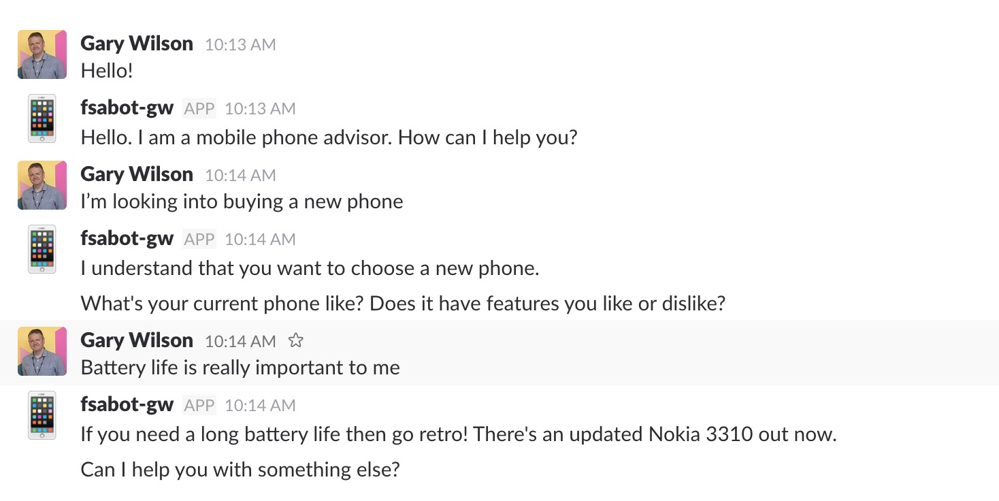 Gary Wilson 10:13 AM
Hello!
fsabot-gw APP 10:13 AM
Hello. I am a mobile phone advisor. How can I help you?
Gary Wilson 10:14 AM
I’m looking into buying a new phone
fsabot-gw APP 10:14 AM
I understand that you want to choose a new phone.
What's your current phone like? Does it have features you like or dislike?
Gary Wilson 10:14 AM
Battery life is really important to me
fsabot-gw APP 10:14 AM
If you need a long battery life then go retro! There's an updated Nokia 3310 out now.
Can I help you with something else?